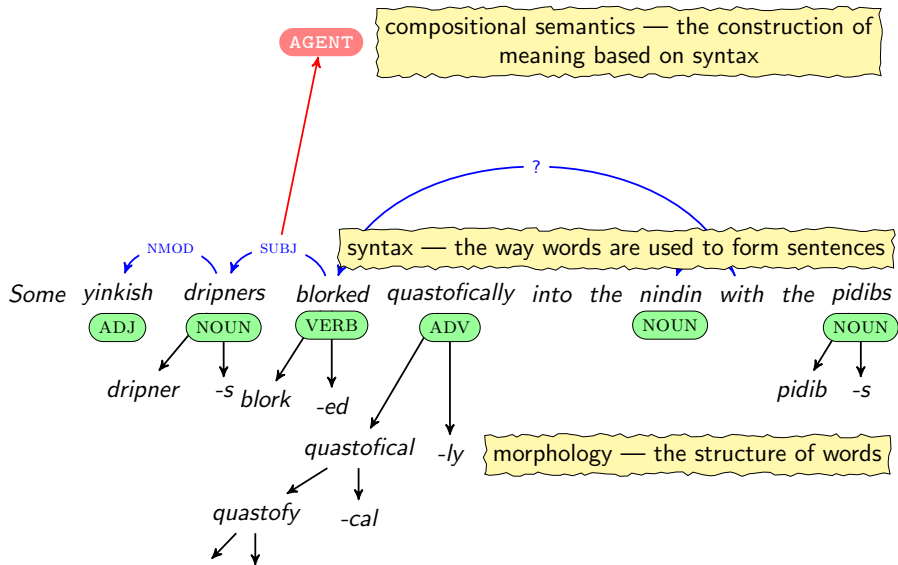 AGENT
compositional semantics — the construction of
meaning based on syntax
?
NMOD SUBJ
syntax — the way words are used to form sentences
Some yinkish dripners blorked quastofically into the nindin with the pidibs
ADJ NOUN VERB ADV NOUN NOUN
dripner -s blork -ed pidib -s
quastofical -ly
morphology — the structure of words
quastofy -cal